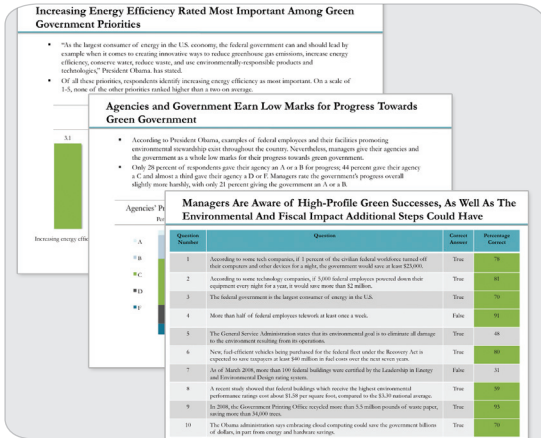 Increasing Energy Efficiency Rated Most Important Among Green
Government Priorities
• "As the largest consumer of energy in the U.S. economy, the federal government can and should lead by
example when it comes to creating innovative ways to reduce greenhouse gas emissions, increase energy
efficiency, conserve water, reduce waste, and use environmentally-responsible products and
technologies," President Obama has stated.
• Of all these priorities, respondents identify increasing energy efficiency as most important. On a scale of
1-5, none of the other priorities ranked higher than a two on average.
3.1
Increasing energy effic
Agencies and Government Earn Low Marks for Progress Towards
Green Government
• According to President Obama, examples of federal employees and their facilities promoting
environmental stewardship exist throughout the country. Nevertheless, managers give their agencies and
the government as a whole low marks for their progress towards green government.
• Only 28 percent of respondents gave their agency an A or a B for progress; 44 percent gave their agency
a C and almost a third gave their agency a D or F. Managers rate the government's progress overall
slightly more harshly, with only 21 percent giving the government an A or B.
Agencies' Pr
Per
A
B
C
D
F
Managers Are Aware of High-Profile Green Successes, As Well As The
Environmental And Fiscal Impact Additional Steps Could Have
Question Number Question Correct Answer Percentage Correct
1 According to some tech companies, if 1 percent of the civilian federal workforce turned off
their computers and other devices for a night, the government would save at least $23,000. True 78
2 According to some technology companies, if 3,000 federal employees powered down their
equipment every night for a year, it would save more than $2 million. True 81
3 The federal government is the largest consumer of energy in the U.S. True 70
4 More than half of federal employees telework at least once a week. False 91
5 The General Service Administration states that its environmental goal is to eliminate all damage
to the environment resulting from its operations. True 48
6 New, fuel-efficient vehicles being purchased for the federal fleet under the Recovery Act is
expected to save taxpayers at least $40 million in fuel costs over the next seven years. True 80
7 As of March 2008, more than 100 federal buildings were certified by the Leadership in Energy
and Environmental Design rating system. False 31
8 A recent study showed that federal buildings which receive the highest environmental
performance ratings cost about $1.58 per square foot, compared to the $3.30 national average. True
9 In 2008, the Government Printing Office recycled more than 5.5 million pounds of waste paper,
saving more than 34,000 trees. True 95
10 The Obama administration says embracing cloud computing could save the government billions
of dollars, in part from energy and hardware savings. True 70